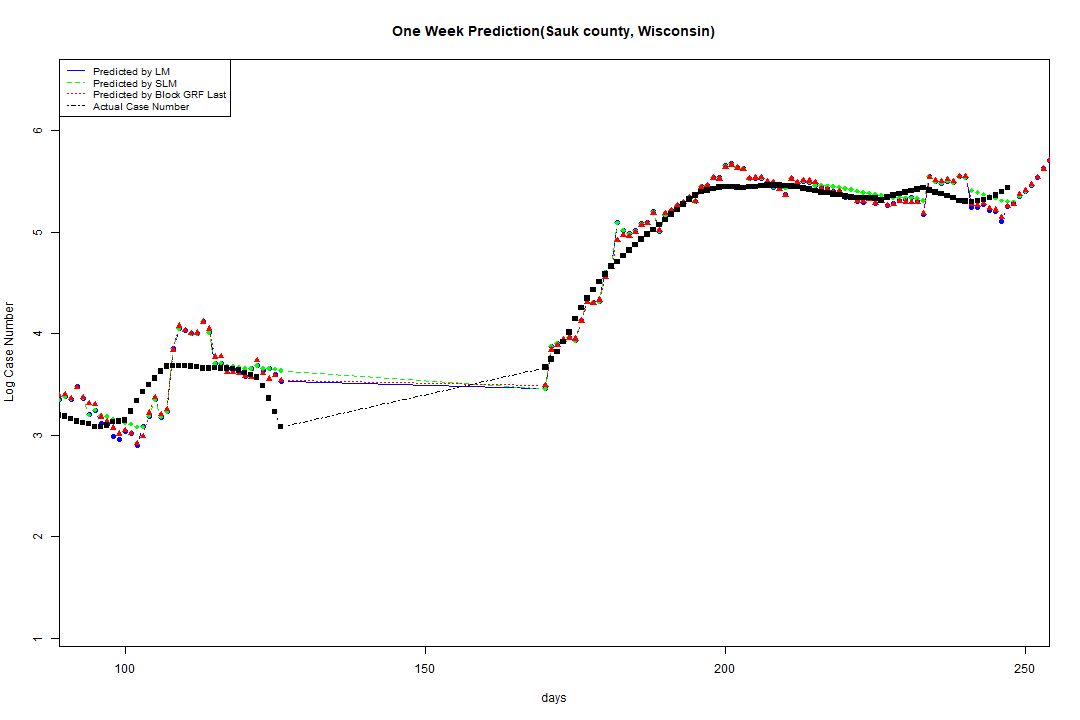 One Week Prediction(Sauk county, Wisconsin)
Predicted by LM
Predicted by SLM
Predicted by Block GRF Last
Actual Case Number
Log Case Number
6
5
4
3
2
1
100 150 200 250
days